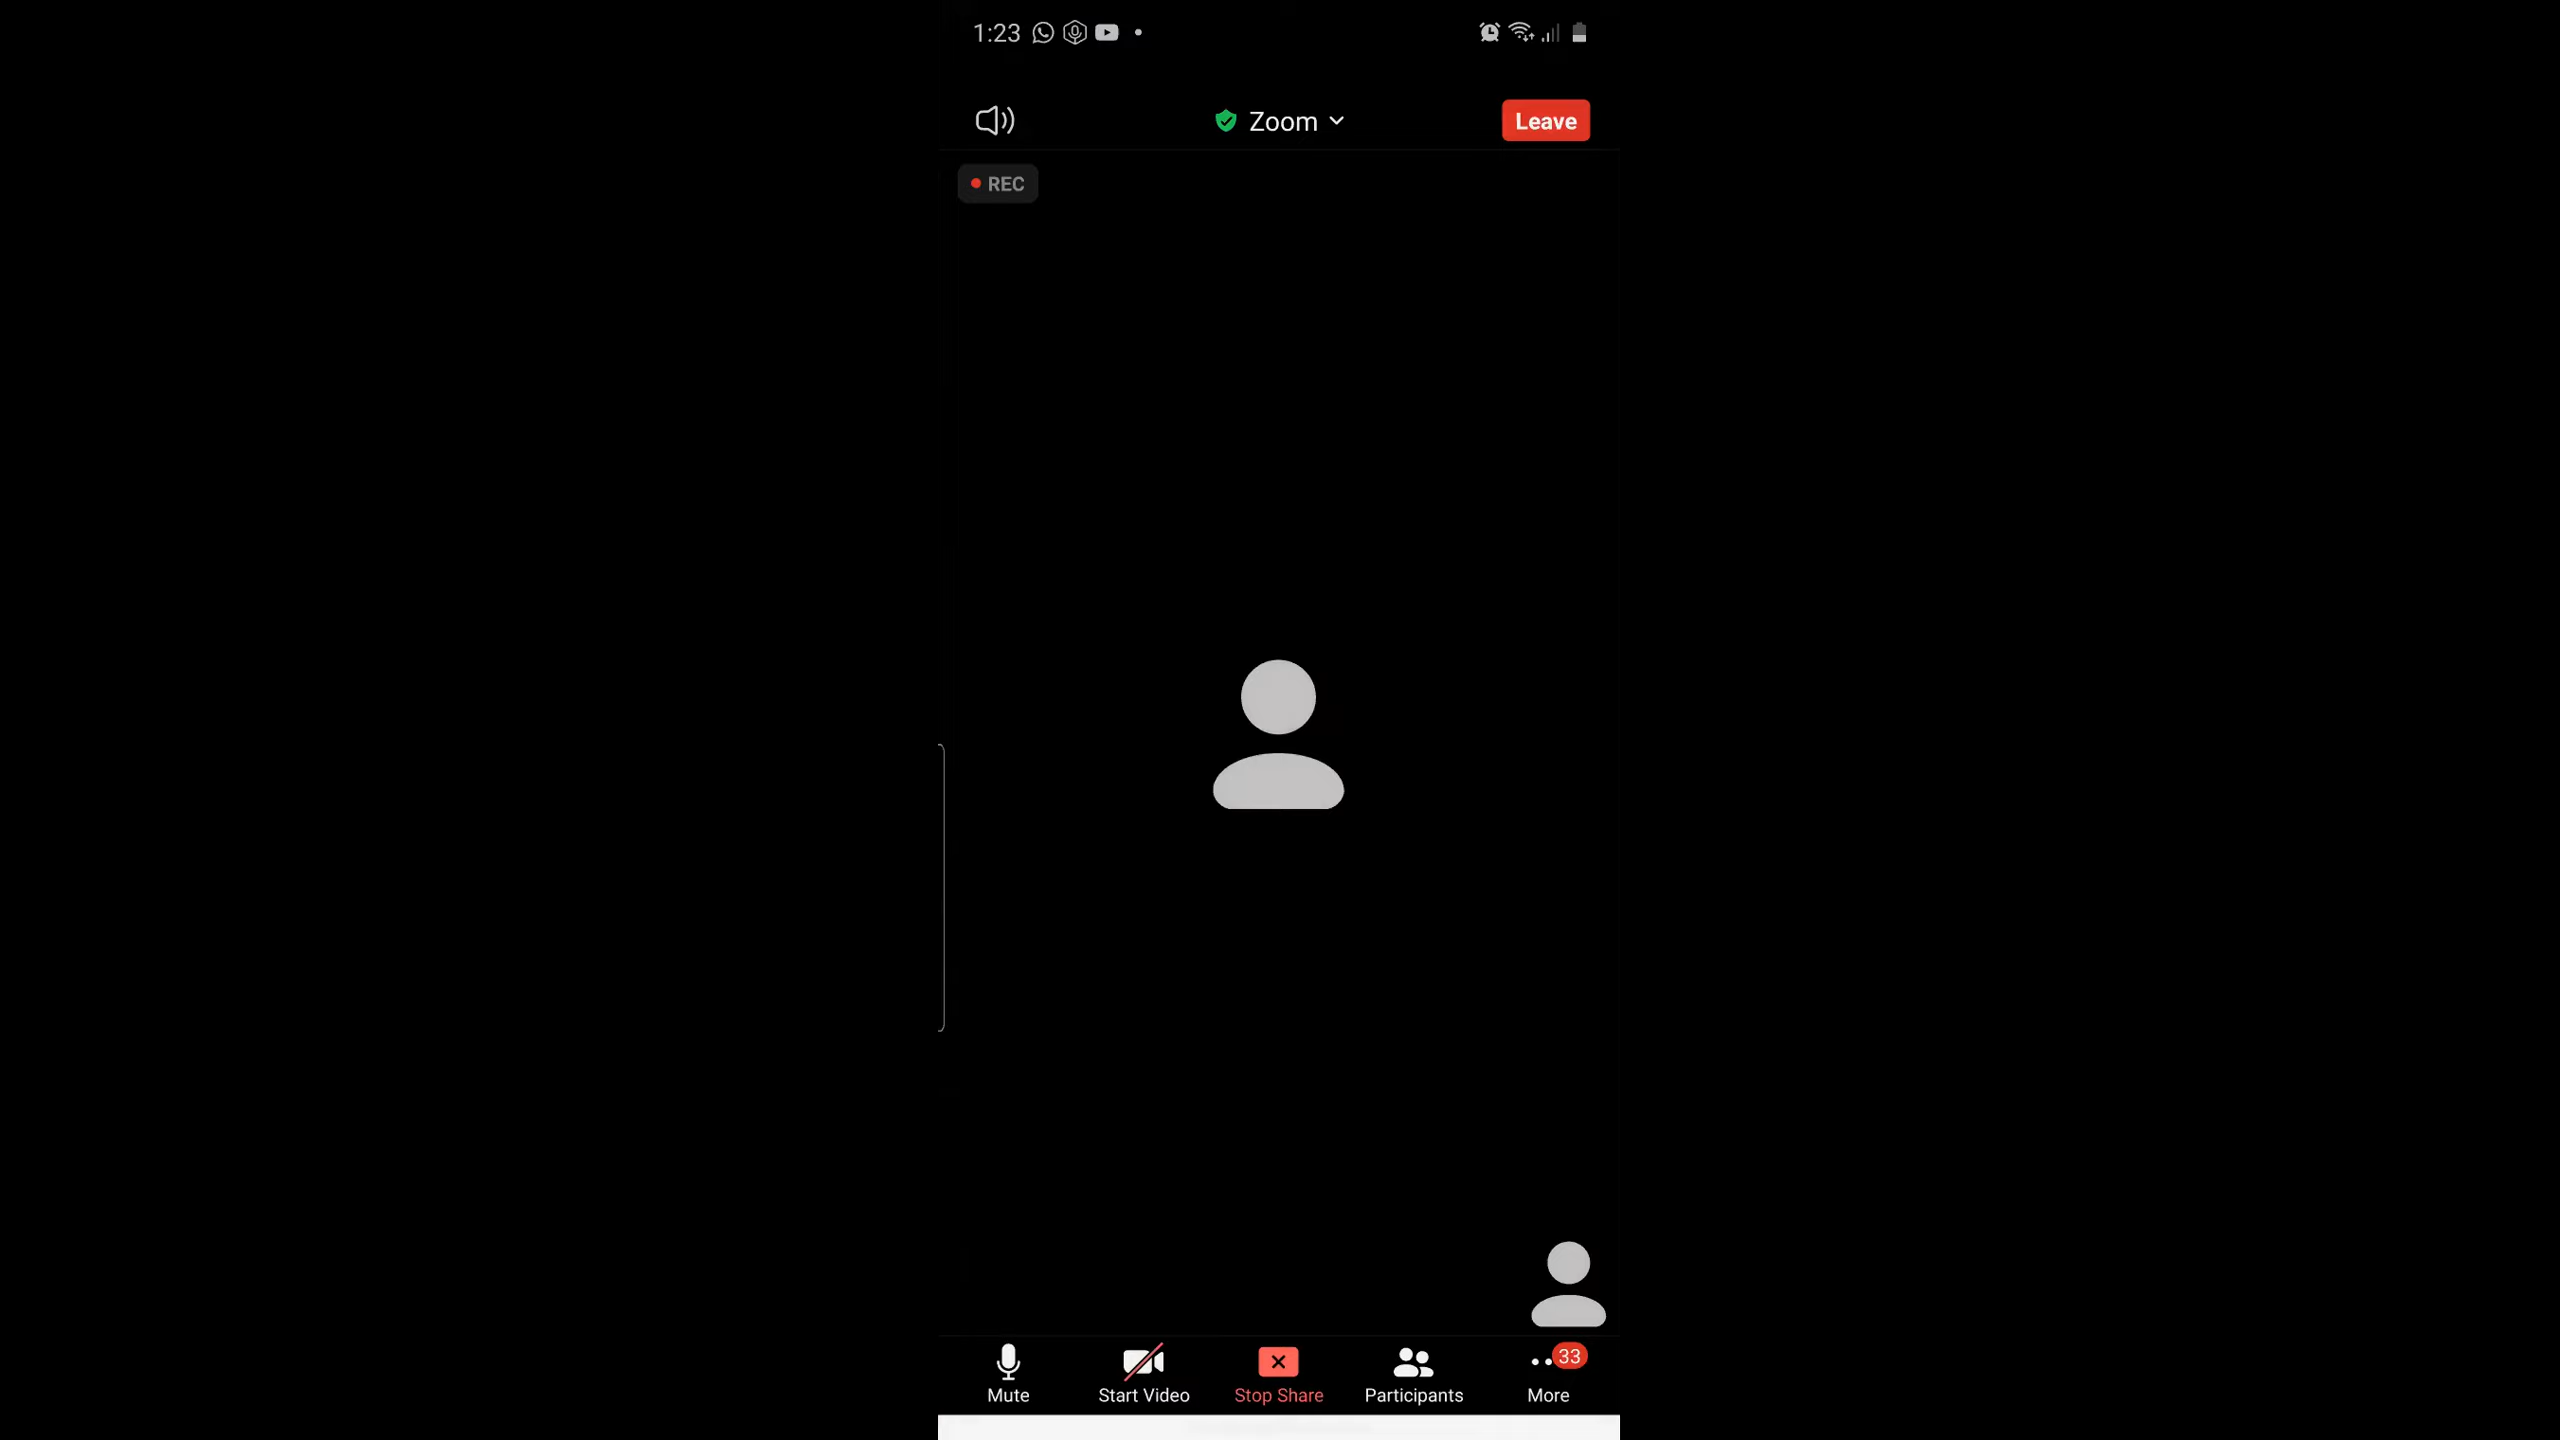 1:23
Zoom
Leave
REC
33
Mute
Start Video
Stop Share
Participants
More